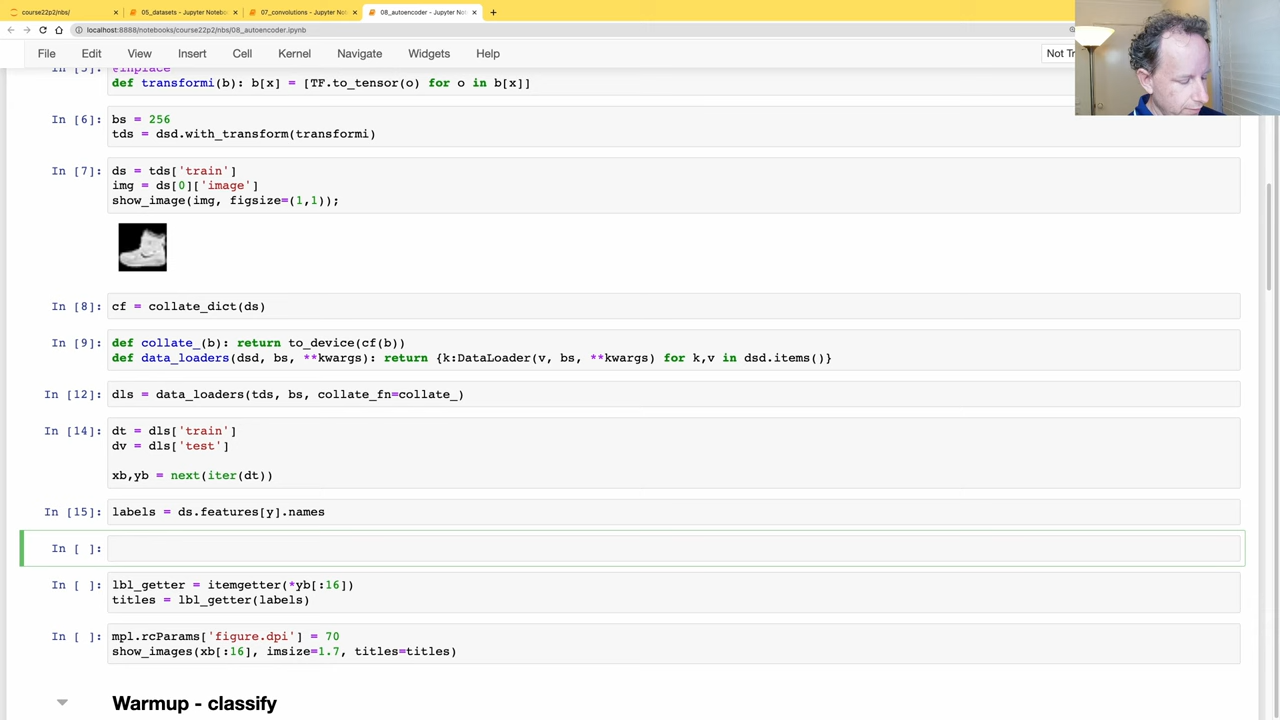 course22p2/nbs/
05_datasets - Jupyter Noteb
07_convolutions - Jupyter No
08_autoencoder - Jupyter No
localhost:8888/notebooks/course22p2/nbs/08_autoencoder.ipynb
File Edit View Insert Cell Kernel Navigate Widgets Help Not Tr
In [5]: @inplace
def transformi(b): b[x] = [TF.to_tensor(o) for o in b[x]]
In [6]: bs = 256
tds = dsd.with_transform(transformi)
In [7]: ds = tds['train']
img = ds[0]['image']
show_image(img, figsize=(1,1));
In [8]: cf = collate_dict(ds)
In [9]: def collate_(b): return to_device(cf(b))
def data_loaders(dsd, bs, **kwargs): return {k:DataLoader(v, bs, **kwargs) for k,v in dsd.items()}
In [12]: dls = data_loaders(tds, bs, collate_fn=collate_)
In [14]: dt = dls['train']
dv = dls['test']
xb,yb = next(iter(dt))
In [15]: labels = ds.features[y].names
In [ ]:
In [ ]: lbl_getter = itemgetter(*yb[:16])
titles = lbl_getter(labels)
In [ ]: mpl.rcParams['figure.dpi'] = 70
show_images(xb[:16], imsize=1.7, titles=titles)
Warmup - classify